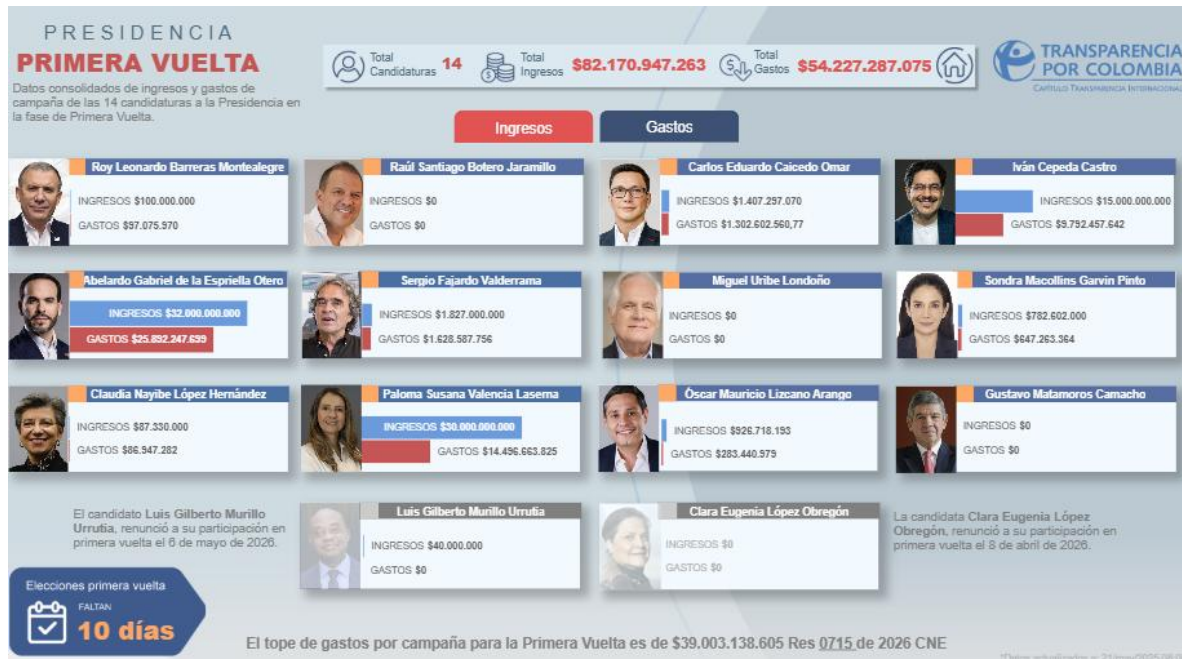 PRESIDENCIA
PRIMERA VUELTA
Datos consolidados de ingresos y gastos de
campaña de las 14 candidaturas a la Presidencia en
la fase de Primera Vuelta.
Total
Candidaturas 14
Total
Ingresos $82.170.947.263
Total
Gastos $54.227.287.075
TRANSPARENCIA
POR COLOMBIA
CAPÍTULO TRANSPARENCIA INTERNACIONAL
Ingresos
Gastos
Roy Leonardo Barreras Montealegre
INGRESOS $100.000.000
GASTOS $97.075.970
Raúl Santiago Botero Jaramillo
INGRESOS $0
GASTOS $0
Carlos Eduardo Caicedo Omar
INGRESOS $1.407.297.070
GASTOS $1.302.602.560,77
Iván Cepeda Castro
INGRESOS $15.000.000.000
GASTOS $9.792.457.642
Abelardo Gabriel de la Espriella Otero
INGRESOS $32.000.000.000
GASTOS $25.892.247.699
Sergio Fajardo Valderrama
INGRESOS $1.827.000.000
GASTOS $1.628.587.756
Miguel Uribe Londoño
INGRESOS $0
GASTOS $0
Sondra Macollins Garvin Pinto
INGRESOS $782.602.000
GASTOS $647.263.364
Claudia Nayibe López Hernández
INGRESOS $87.330.000
GASTOS $86.947.282
Paloma Susana Valencia Laserna
INGRESOS $30.000.000.000
GASTOS $14.496.663.825
Óscar Mauricio Lizcano Arango
INGRESOS $926.718.193
GASTOS $283.440.979
Gustavo Matamoros Camacho
INGRESOS $0
GASTOS $0
El candidato Luis Gilberto Murillo
Urrutia, renunció a su participación en
primera vuelta el 6 de mayo de 2026.
Luis Gilberto Murillo Urrutia
INGRESOS $40.000.000
GASTOS $0
Clara Eugenia López Obregón
INGRESOS $0
GASTOS $0
La candidata Clara Eugenia López
Obregón, renunció a su participación en
primera vuelta el 8 de abril de 2026.
Elecciones primera vuelta
FALTAN
10 días
El tope de gastos por campaña para la Primera Vuelta es de $39.003.138.605 Res 0715 de 2026 CNE